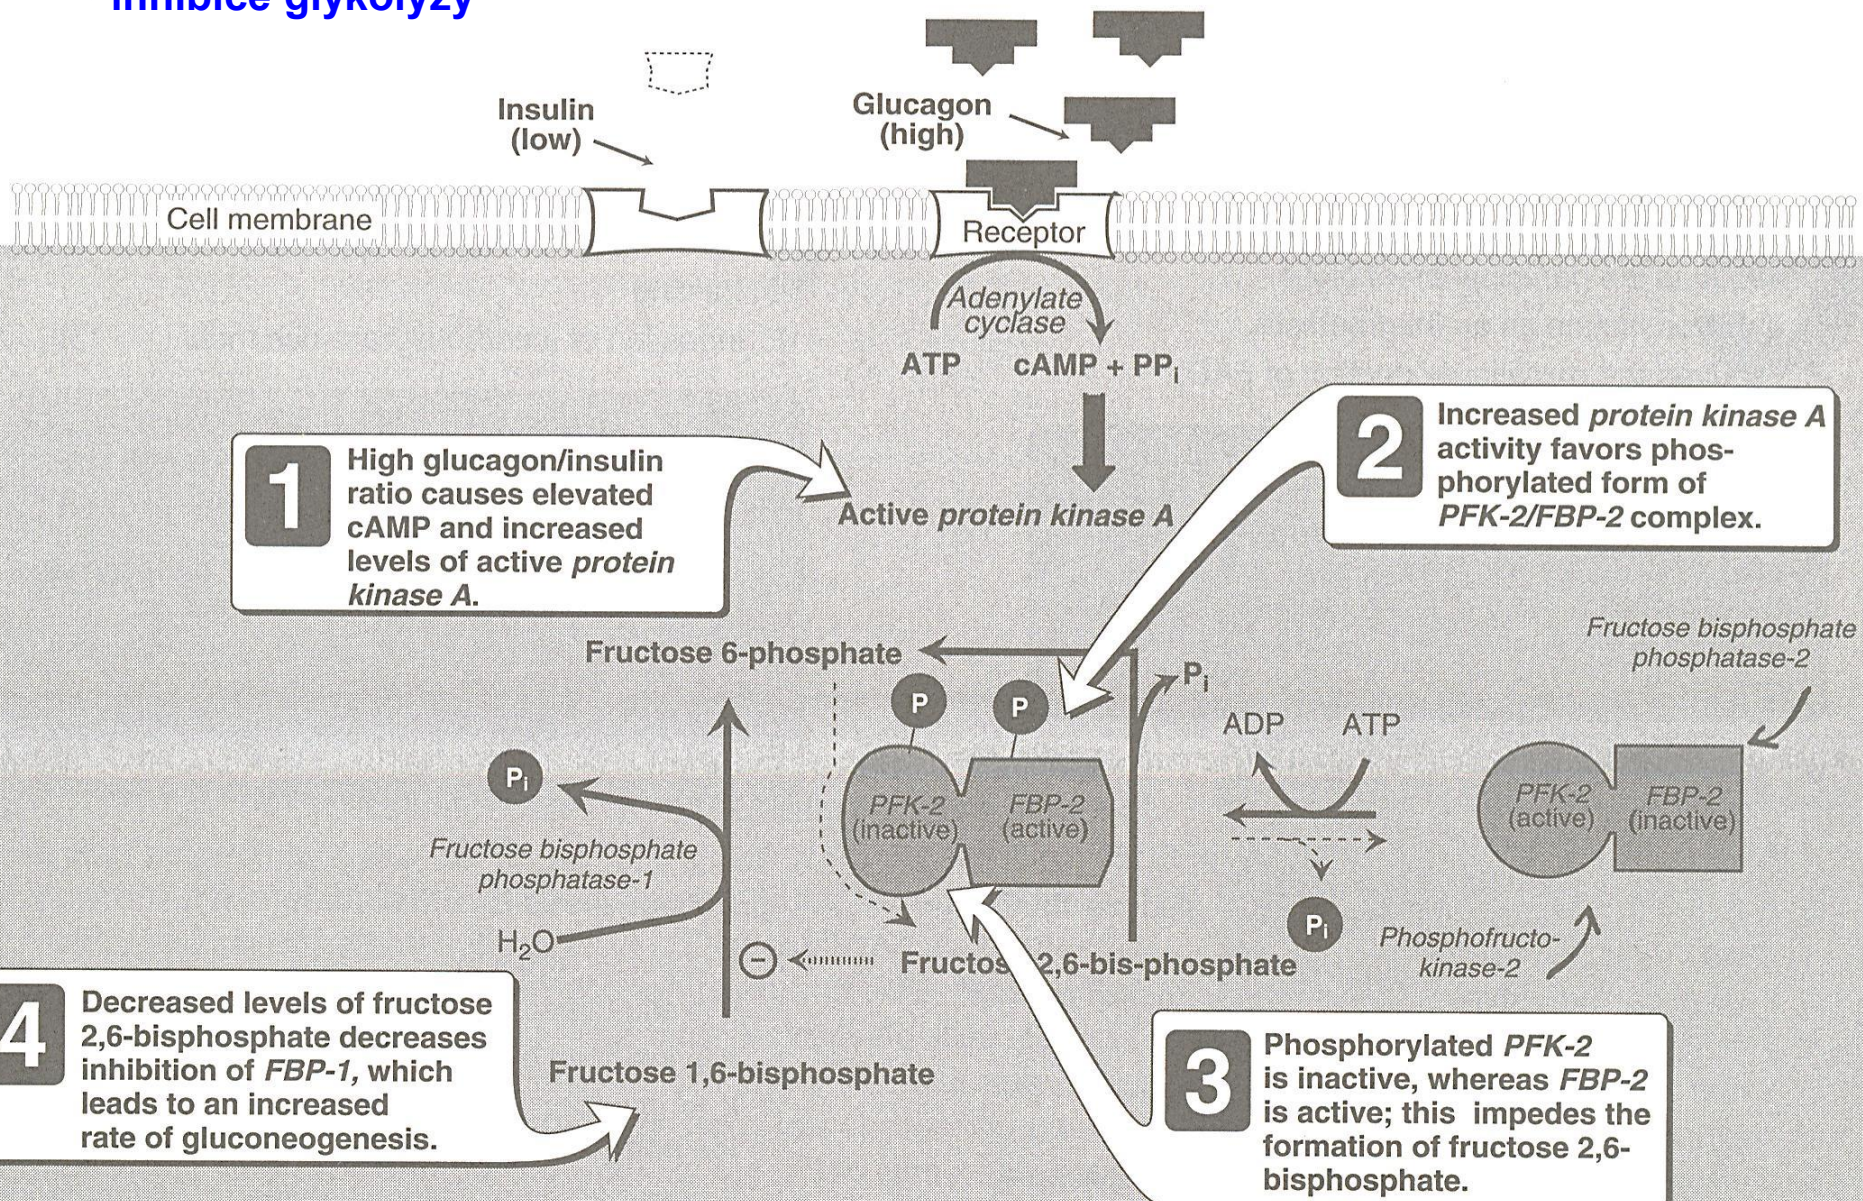 inhibice glykolýzy
Insulin
(low)
Glucagon
(high)
Cell membrane
Receptor
Adenylate
cyclase
ATP
cAMP + PPi
1
High glucagon/insulin
ratio causes elevated
cAMP and increased
levels of active protein
kinase A.
Active protein kinase A
2
Increased protein kinase A
activity favors phos-
phorylated form of
PFK-2/FBP-2 complex.
Fructose bisphosphate
phosphatase-2
Fructose 6-phosphate
Pi
P
P
ADP
ATP
Pi
PFK-2
(inactive)
FBP-2
(active)
PFK-2
(active)
FBP-2
(inactive)
Fructose bisphosphate
phosphatase-1
H2O
Pi
Phosphofructo-
kinase-2
−
Fructos 2,6-bis-phosphate
4
Decreased levels of fructose
2,6-bisphosphate decreases
inhibition of FBP-1, which
leads to an increased
rate of gluconeogenesis.
Fructose 1,6-bisphosphate
3
Phosphorylated PFK-2
is inactive, whereas FBP-2
is active; this impedes the
formation of fructose 2,6-
bisphosphate.